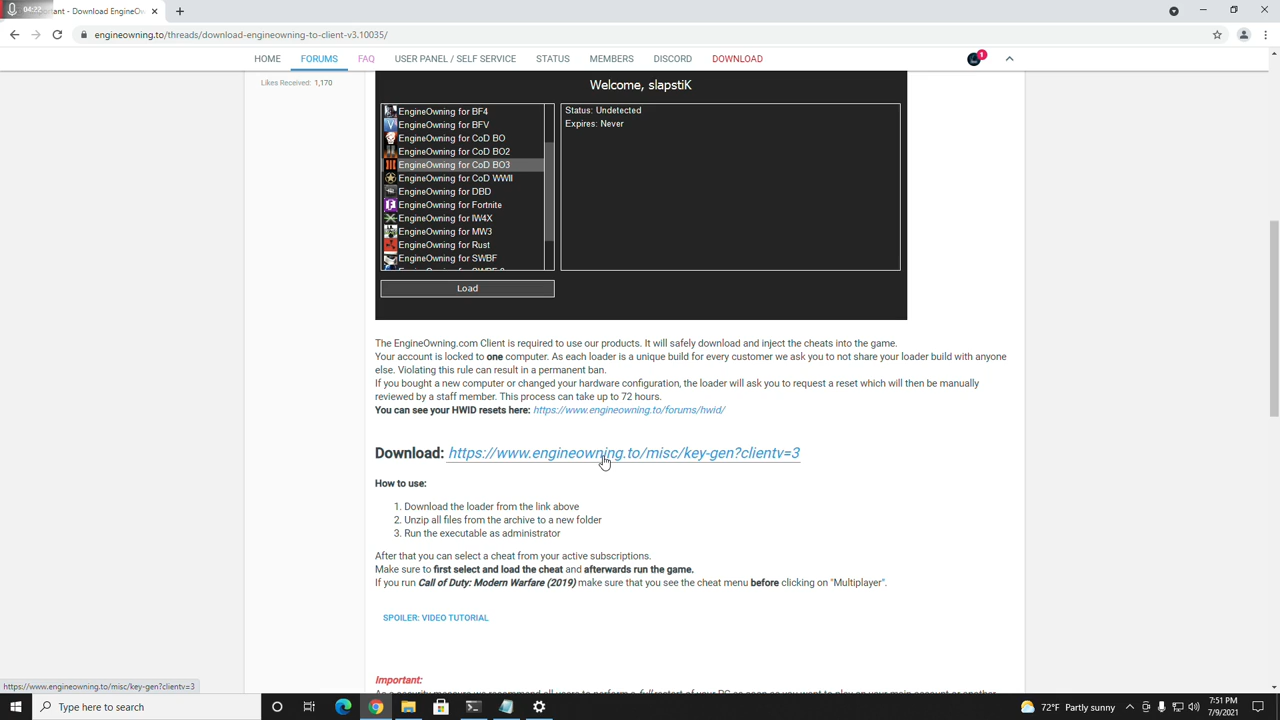 04:22
ant - Download EngineOw
engineowning.to/threads/download-engineowning-to-client-v3.10035/
HOME FORUMS FAQ USER PANEL / SELF SERVICE STATUS MEMBERS DISCORD DOWNLOAD 1
Likes Received: 1,170
Welcome, slapstiK
EngineOwning for BF4
EngineOwning for BFV
EngineOwning for CoD BO
EngineOwning for CoD BO2
EngineOwning for CoD BO3
EngineOwning for CoD WWII
EngineOwning for DBD
EngineOwning for Fortnite
EngineOwning for IW4X
EngineOwning for MW3
EngineOwning for Rust
EngineOwning for SWBF
Load
Status: Undetected
Expires: Never
The EngineOwning.com Client is required to use our products. It will safely download and inject the cheats into the game.
Your account is locked to one computer. As each loader is a unique build for every customer we ask you to not share your loader build with anyone
else. Violating this rule can result in a permanent ban.
If you bought a new computer or changed your hardware configuration, the loader will ask you to request a reset which will then be manually
reviewed by a staff member. This process can take up to 72 hours.
You can see your HWID resets here: https://www.engineowning.to/forums/hwid/
Download: https://www.engineowning.to/misc/key-gen?clientv=3
How to use:
1. Download the loader from the link above
2. Unzip all files from the archive to a new folder
3. Run the executable as administrator
After that you can select a cheat from your active subscriptions.
Make sure to first select and load the cheat and afterwards run the game.
If you run Call of Duty: Modern Warfare (2019) make sure that you see the cheat menu before clicking on "Multiplayer".
SPOILER: VIDEO TUTORIAL
Important:
https://www.engineowning.to/misc/key-gen?clientv=3
Type here to search
72°F Partly sunny
7:51 PM
7/9/2021